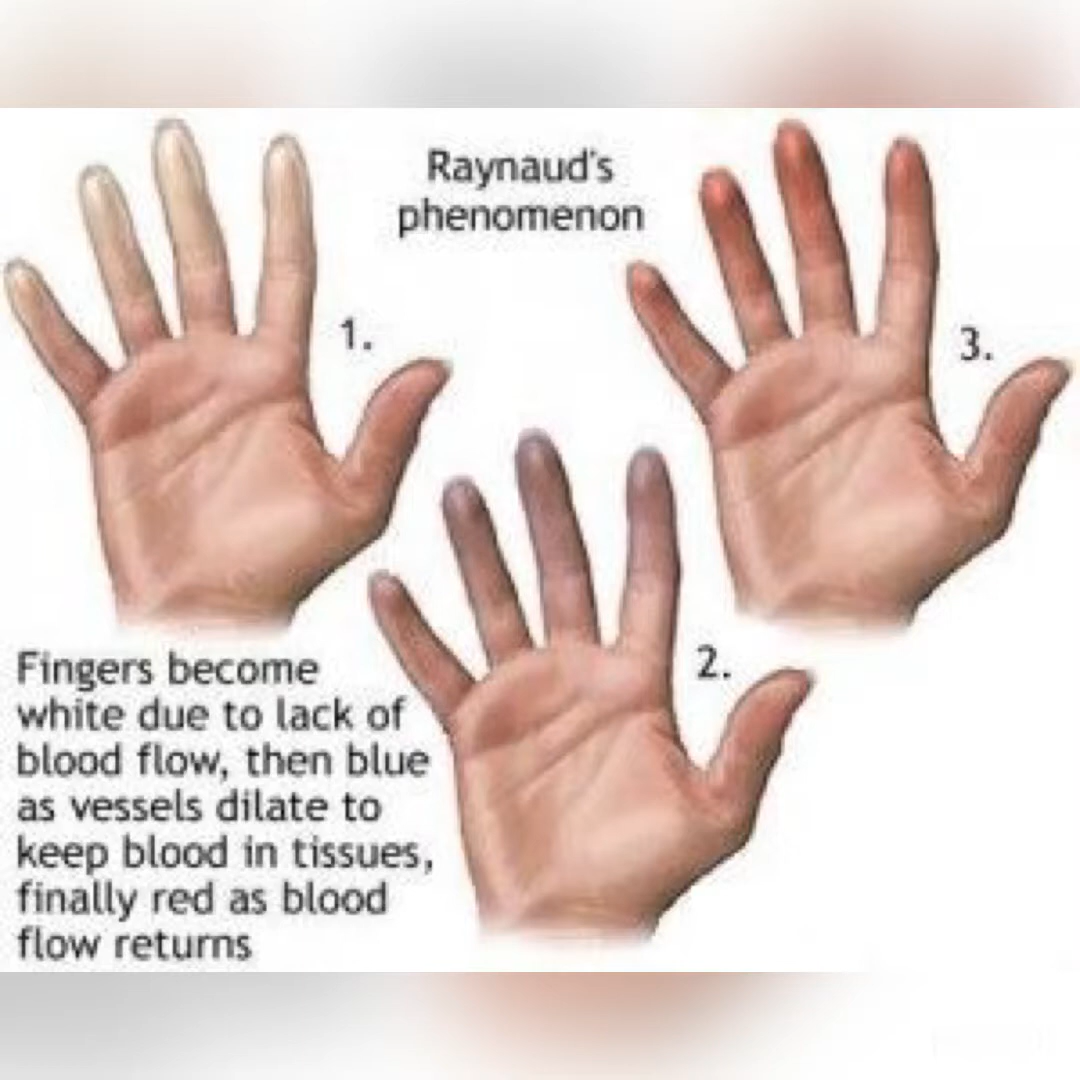 Raynaud's
phenomenon
1.
3.
2.
Fingers become
white due to lack of
blood flow, then blue
as vessels dilate to
keep blood in tissues,
finally red as blood
flow returns